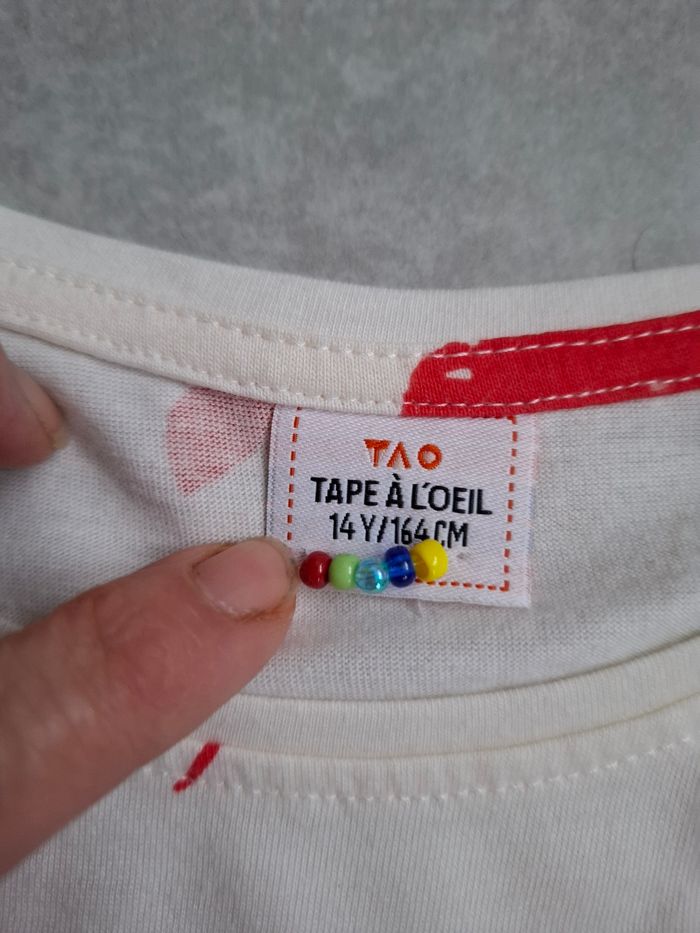 TAO
TAPE À L'OEIL
14 Y/164 CM